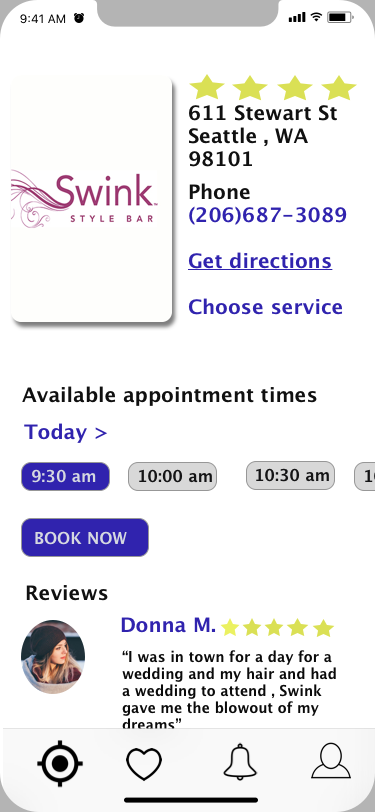 9:41 AM
611 Stewart St
Seattle , WA
98101
Swink
STYLE BAR
Phone
(206)687-3089
Get directions
Choose service
Available appointment times
Today >
9:30 am
10:00 am
10:30 am
BOOK NOW
Reviews
Donna M.
“I was in town for a day for a
wedding and my hair and had
a wedding to attend , Swink
gave me the blowout of my
dreams”